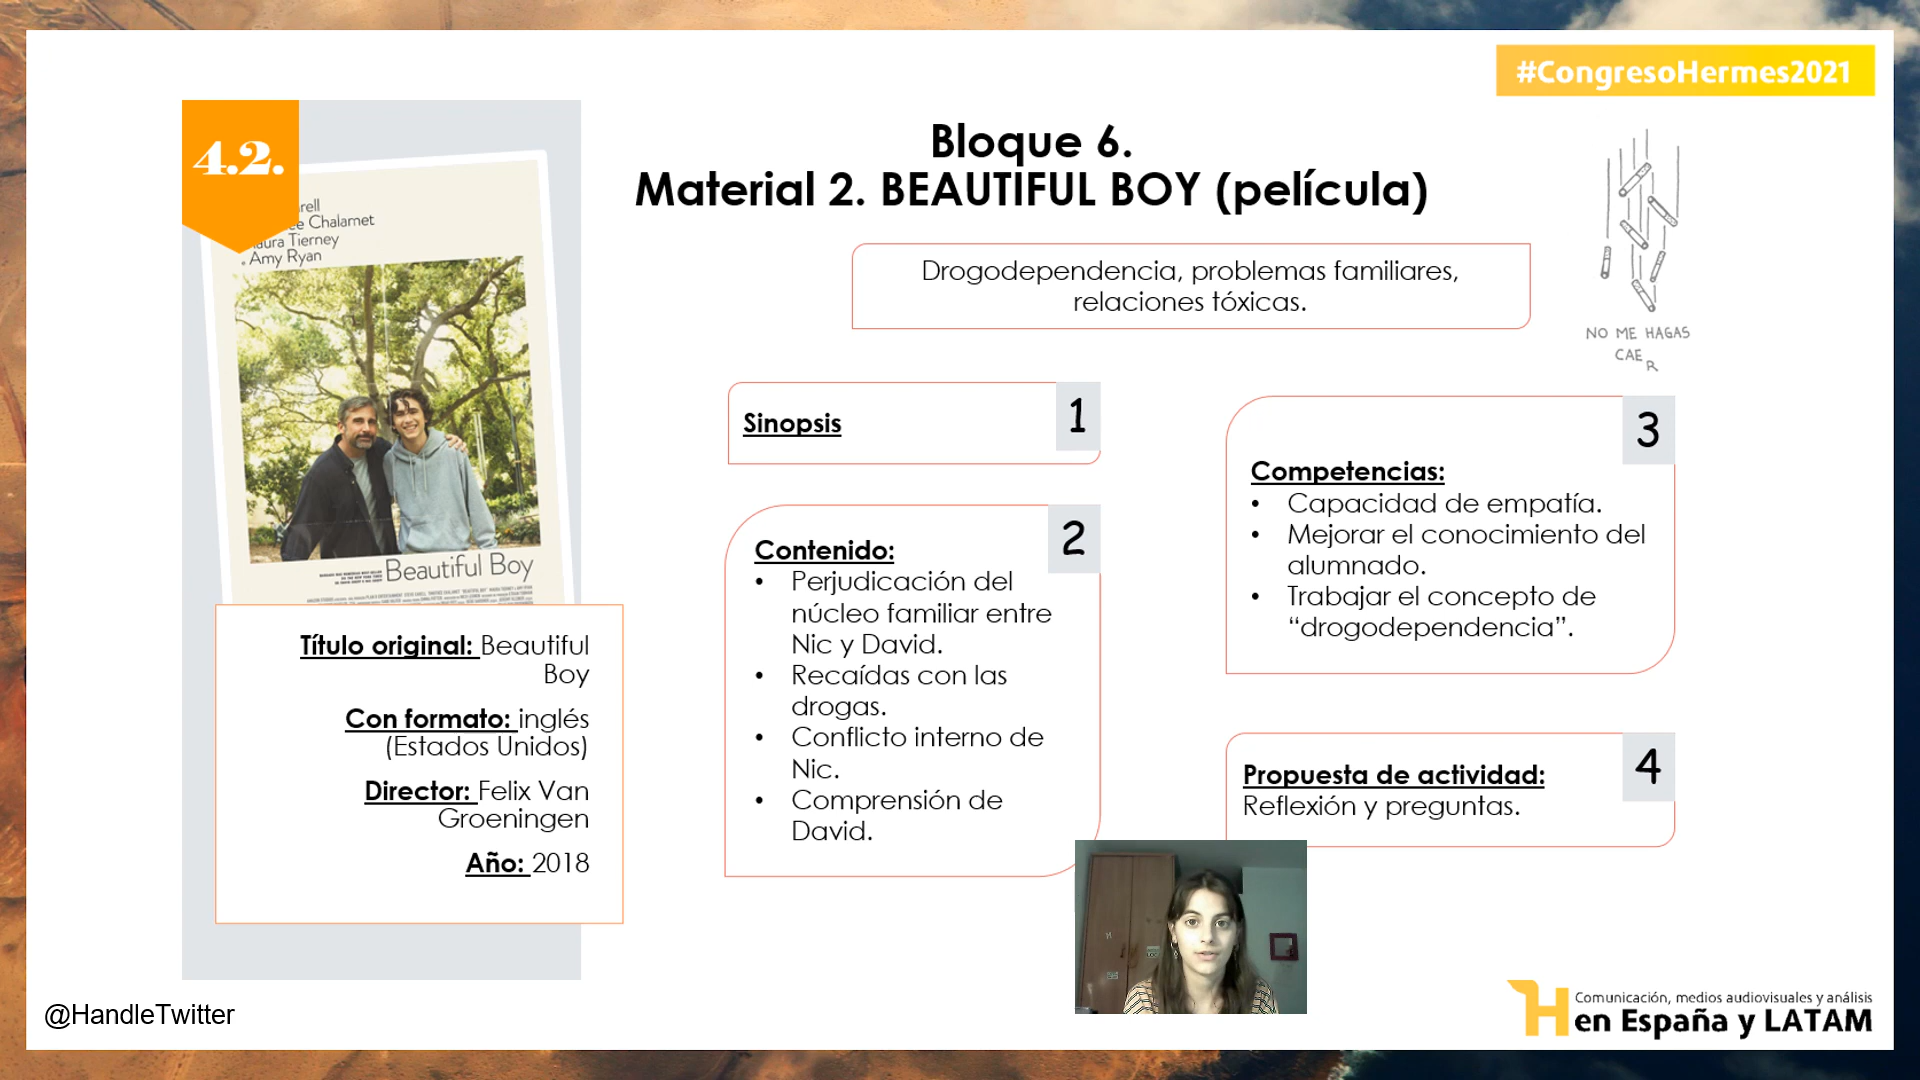 #CongresoHermes2021
4.2.
Chalamet
Tierney
Amy Ryan
Beautiful Boy
Bloque 6.
Material 2. BEAUTIFUL BOY (película)
Drogodependencia, problemas familiares,
relaciones tóxicas.
NO ME HAGAS
CAER
Sinopsis
1
Contenido:
2
• Perjudicación del
núcleo familiar entre
Nic y David.
• Recaídas con las
drogas.
• Conflicto interno de
Nic.
• Comprensión de
David.
Competencias:
3
• Capacidad de empatía.
• Mejorar el conocimiento del
alumnado.
• Trabajar el concepto de
“drogodependencia”.
Propuesta de actividad:
4
Reflexión y preguntas.
Título original: Beautiful
Boy
Con formato: inglés
(Estados Unidos)
Director: Felix Van
Groeningen
Año: 2018
@HandleTwitter
H
Comunicación, medios audiovisuales y análisis
en España y LATAM